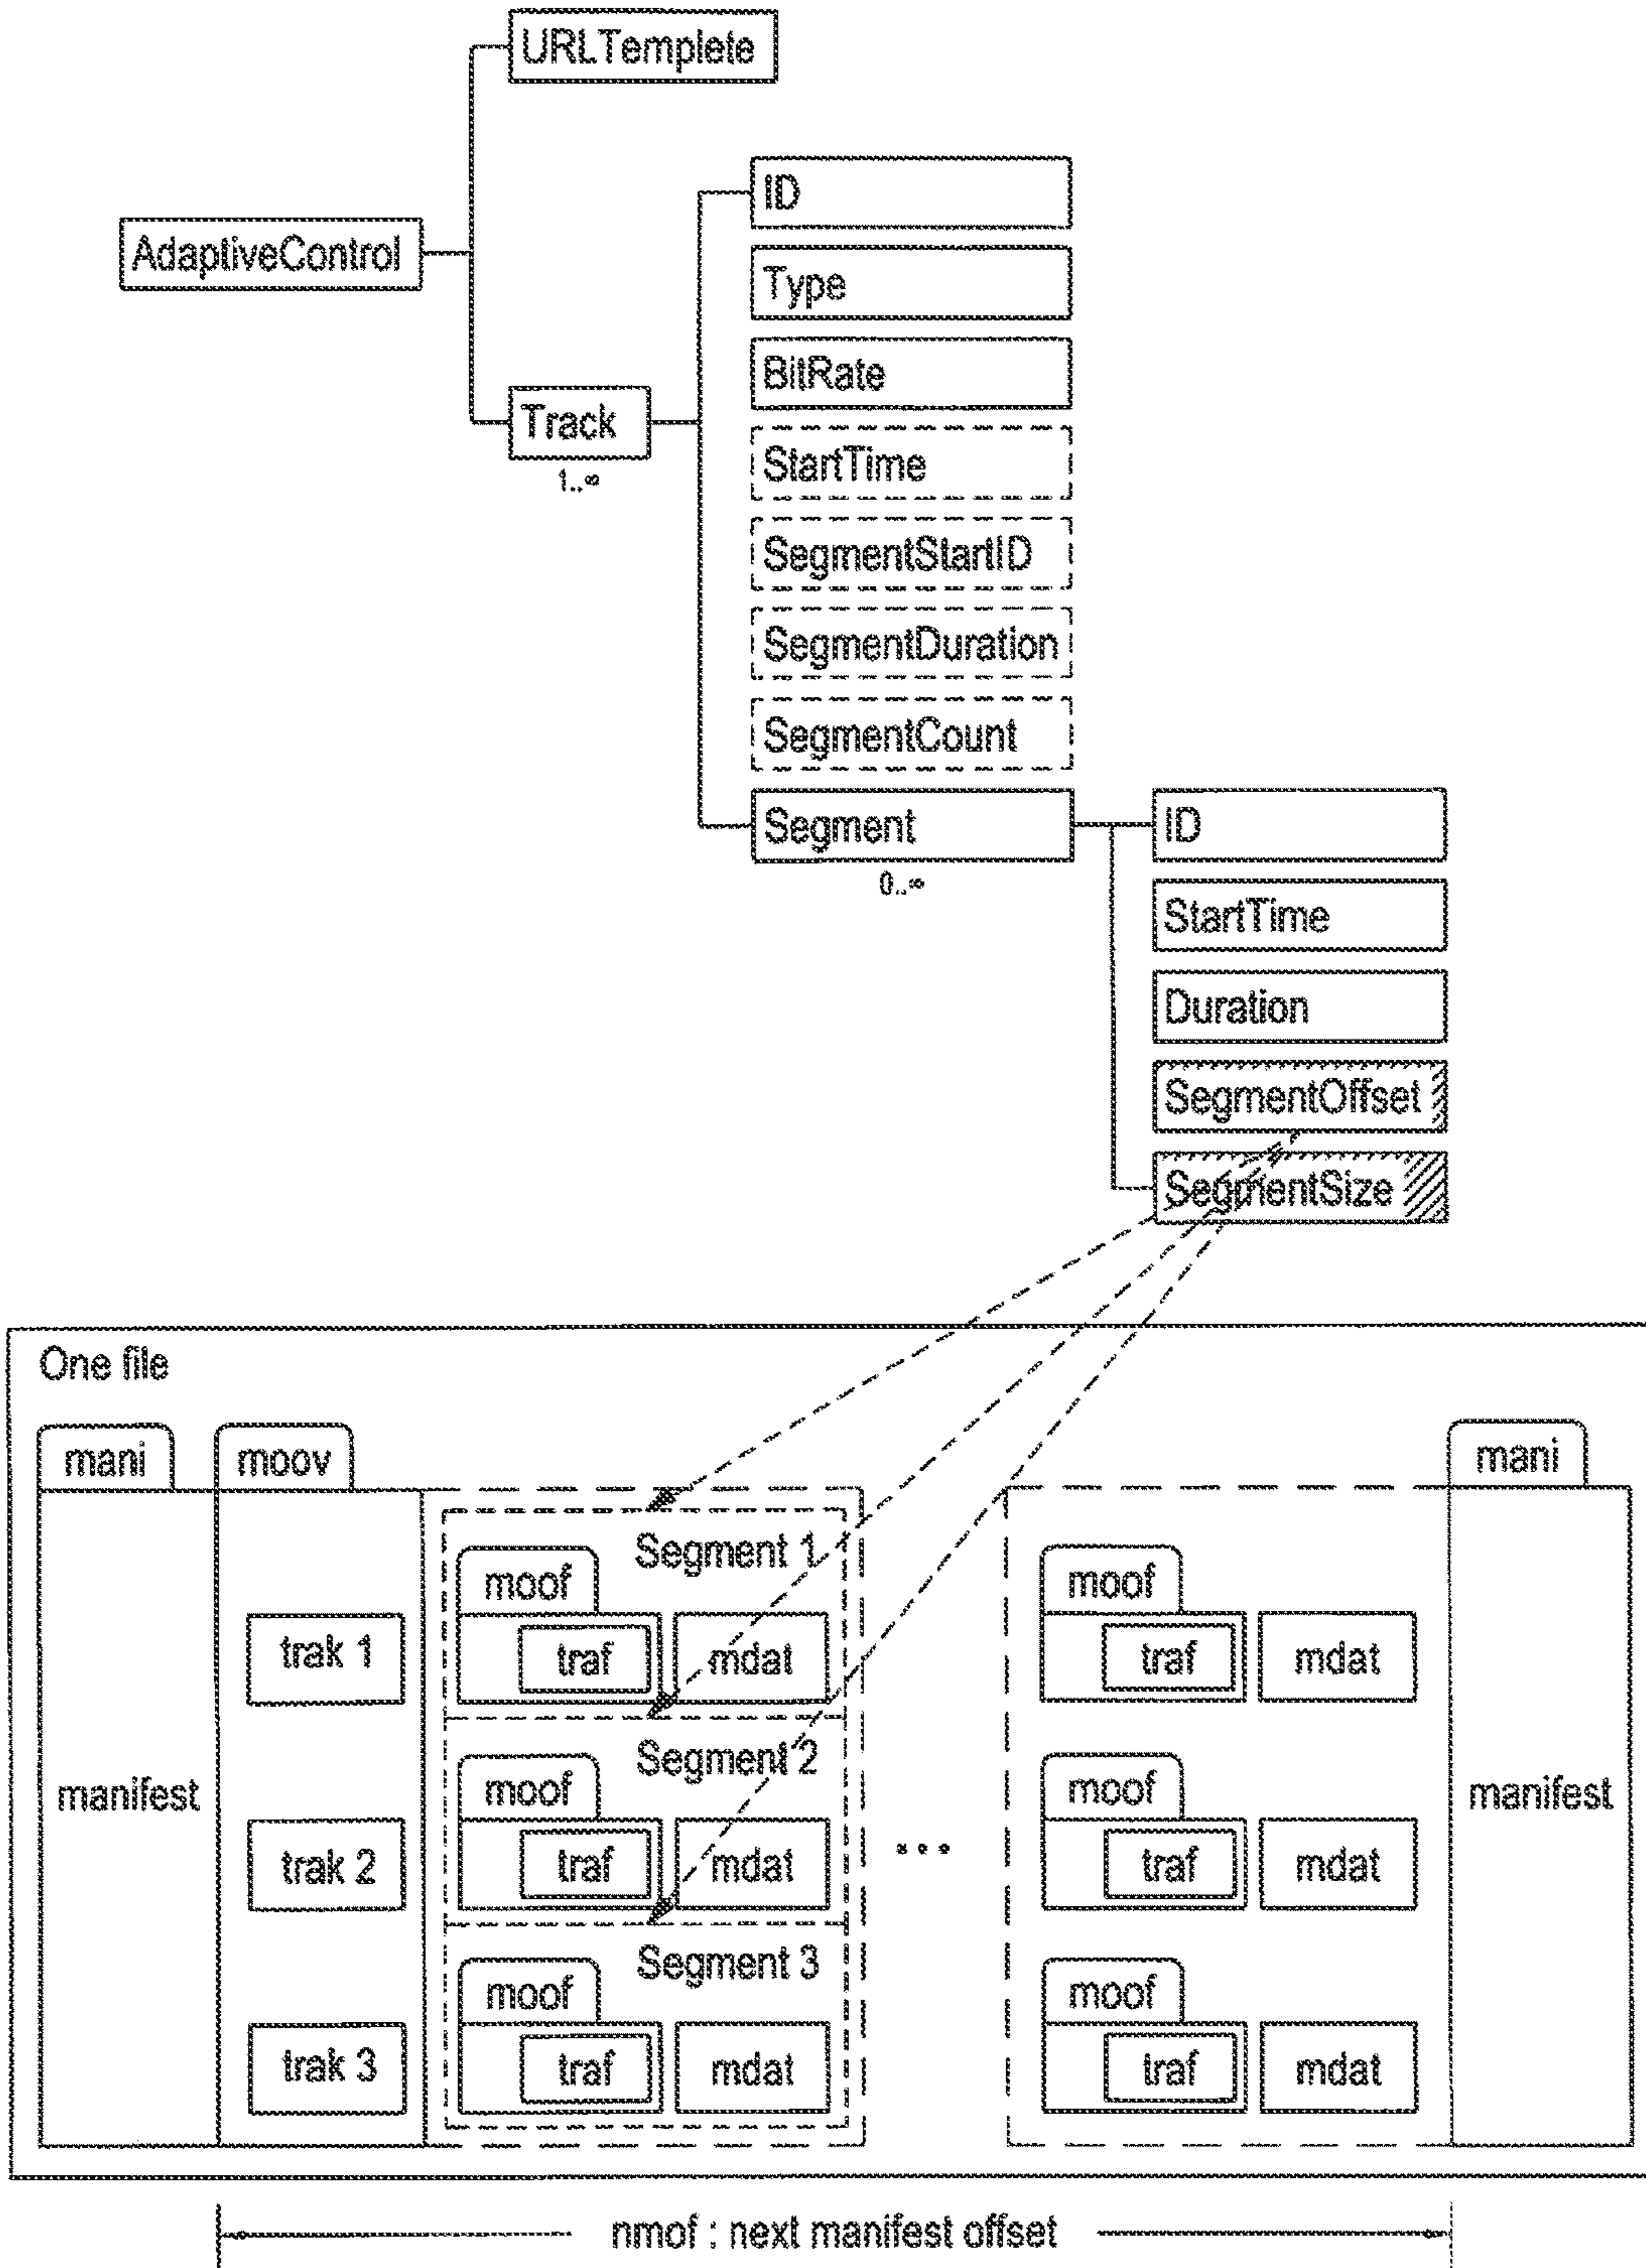 URLTemplete
ID
AdaptiveControl
Type
BitRate
Track
1..∞
StartTime
SegmentStartID
SegmentDuration
SegmentCount
Segment
0..∞
ID
StartTime
Duration
SegmentOffset
SegmentSize
One file
mani
moov
mani
Segment 1
moof
moof
trak 1
traf
mdat
traf
mdat
Segment 2
moof
moof
manifest
manifest
trak 2
traf
mdat
...
traf
mdat
Segment 3
moof
moof
trak 3
traf
mdat
traf
mdat
nmof : next manifest offset